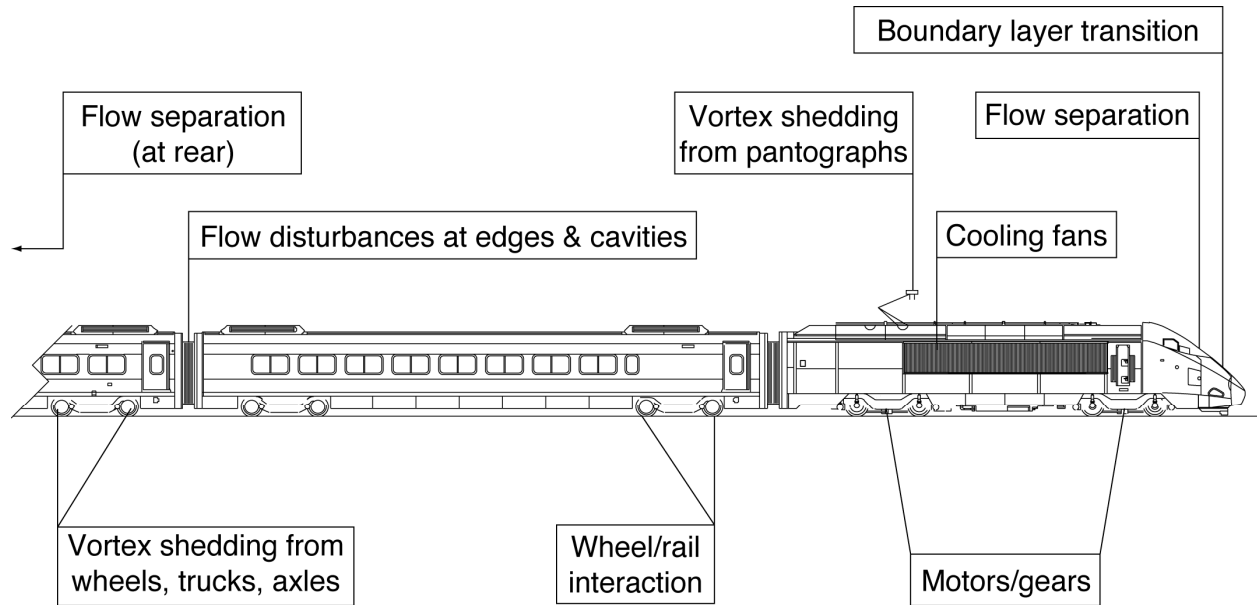 Boundary layer transition
Flow separation
(at rear)
Vortex shedding
from pantographs
Flow separation
Flow disturbances at edges & cavities
Cooling fans
Vortex shedding from
wheels, trucks, axles
Wheel/rail
interaction
Motors/gears